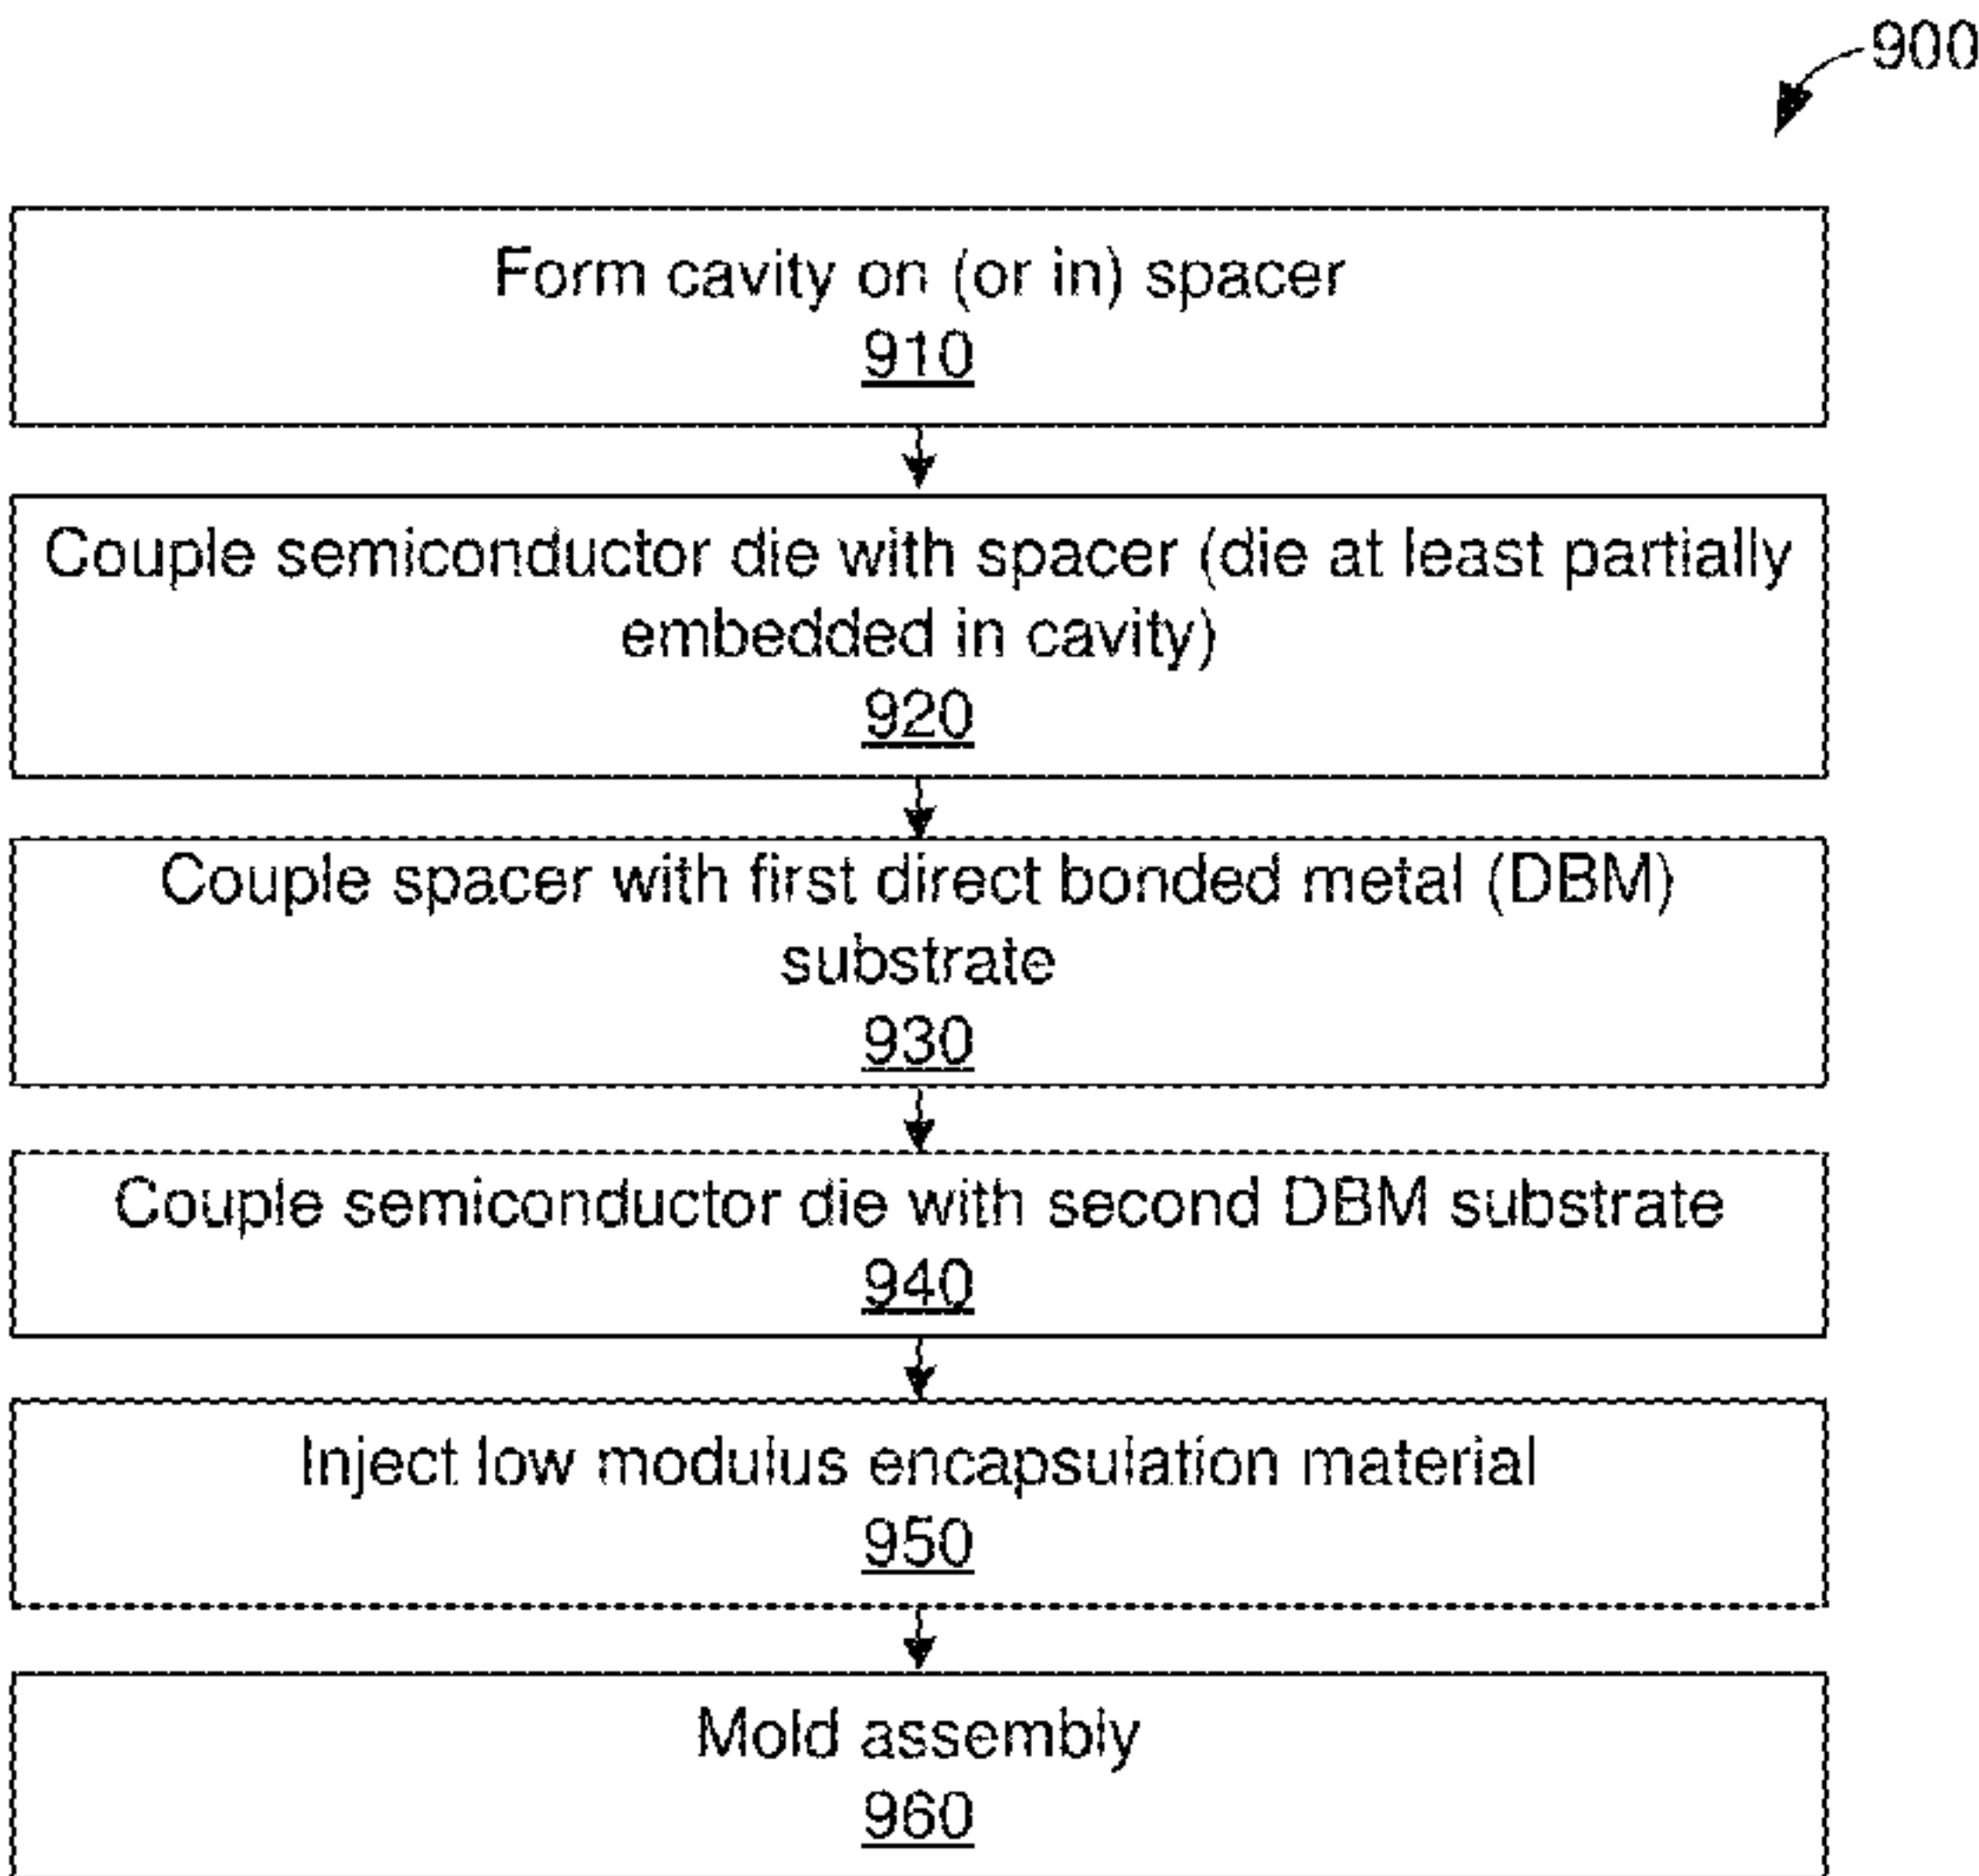 900
Form cavity on (or in) spacer
910
Couple semiconductor die with spacer (die at least partially
embedded in cavity)
920
Couple spacer with first direct bonded metal (DBM)
substrate
930
Couple semiconductor die with second DBM substrate
940
Inject low modulus encapsulation material
950
Mold assembly
960